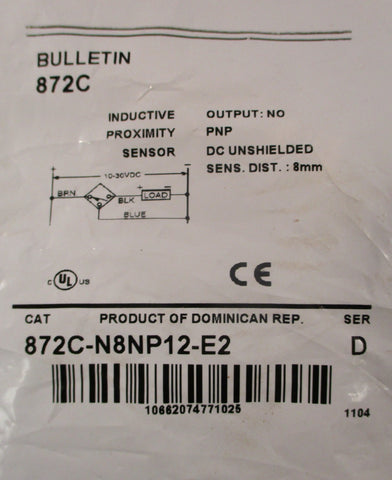 BULLETIN
872C
INDUCTIVE OUTPUT: NO
PROXIMITY PNP
SENSOR DC UNSHIELDED
SENS. DIST. : 8mm
+ 10-30VDC −
BRN BLK + LOAD −
BLUE
C UL US CE
CAT PRODUCT OF DOMINICAN REP. SER
872C-N8NP12-E2 D
10662074771025
1104